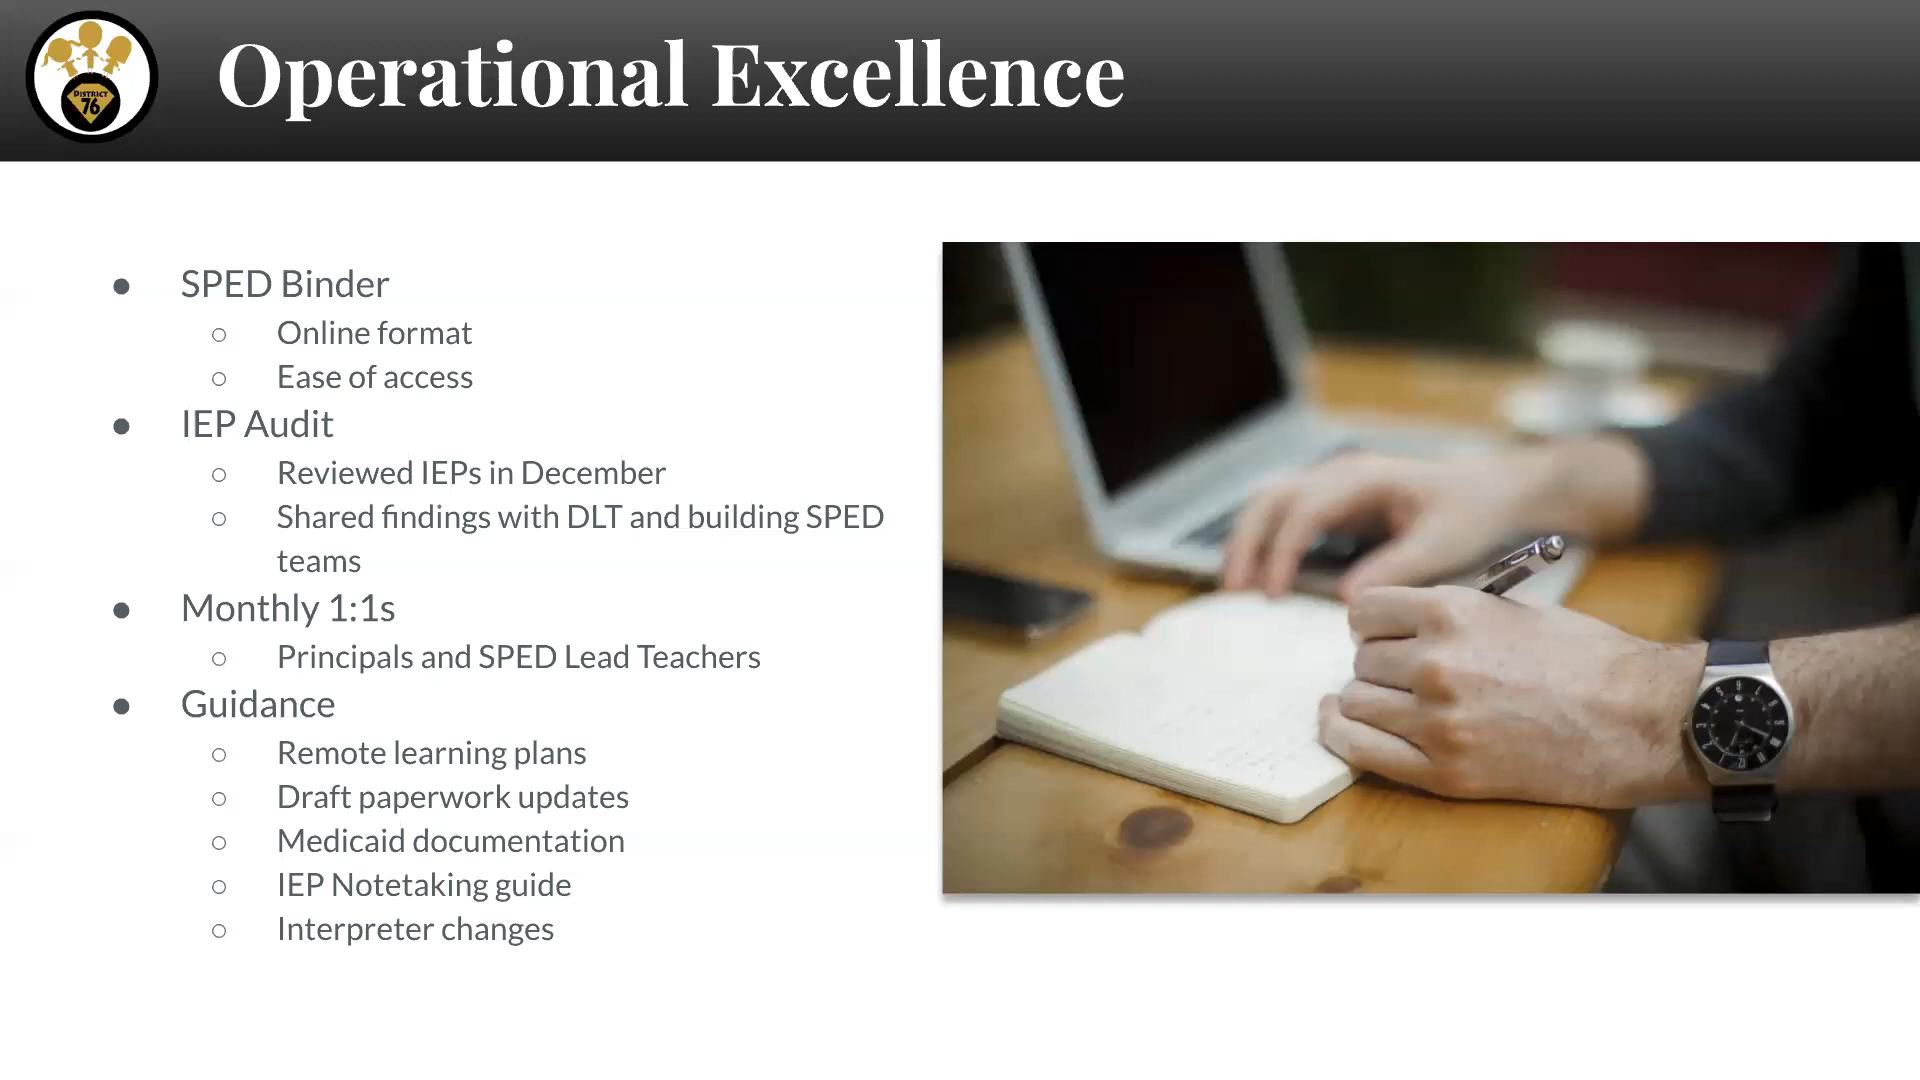 DISTRICT
76
Operational Excellence
● SPED Binder
○ Online format
○ Ease of access
● IEP Audit
○ Reviewed IEPs in December
○ Shared findings with DLT and building SPED
teams
● Monthly 1:1s
○ Principals and SPED Lead Teachers
● Guidance
○ Remote learning plans
○ Draft paperwork updates
○ Medicaid documentation
○ IEP Notetaking guide
○ Interpreter changes